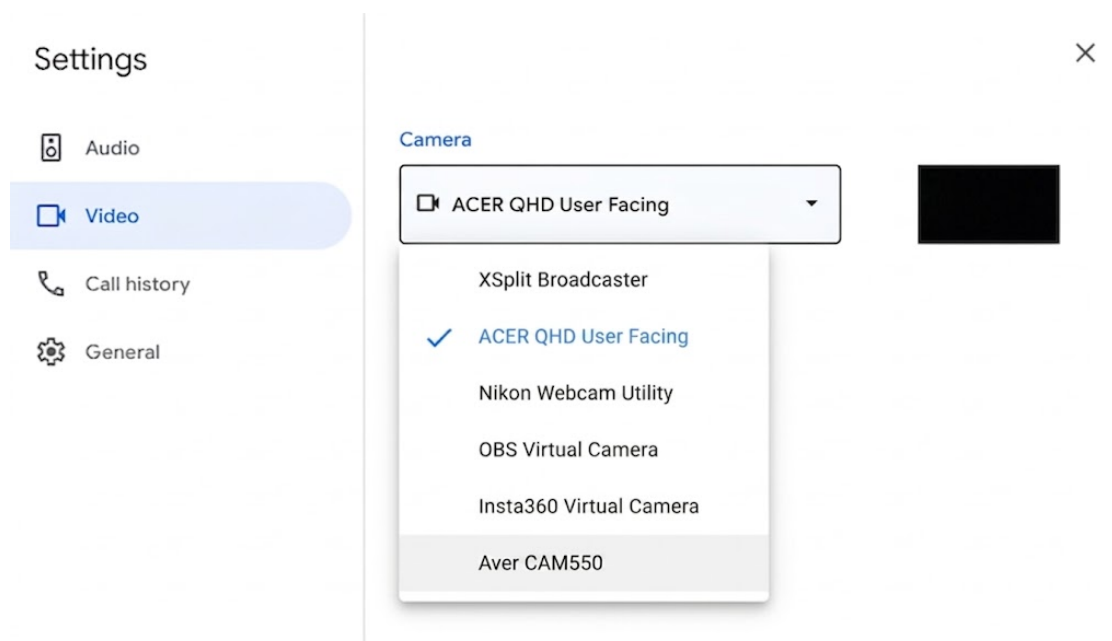 Settings
Audio
Video
Call history
General
Camera
ACER QHD User Facing
XSplit Broadcaster
ACER QHD User Facing
Nikon Webcam Utility
OBS Virtual Camera
Insta360 Virtual Camera
Aver CAM550